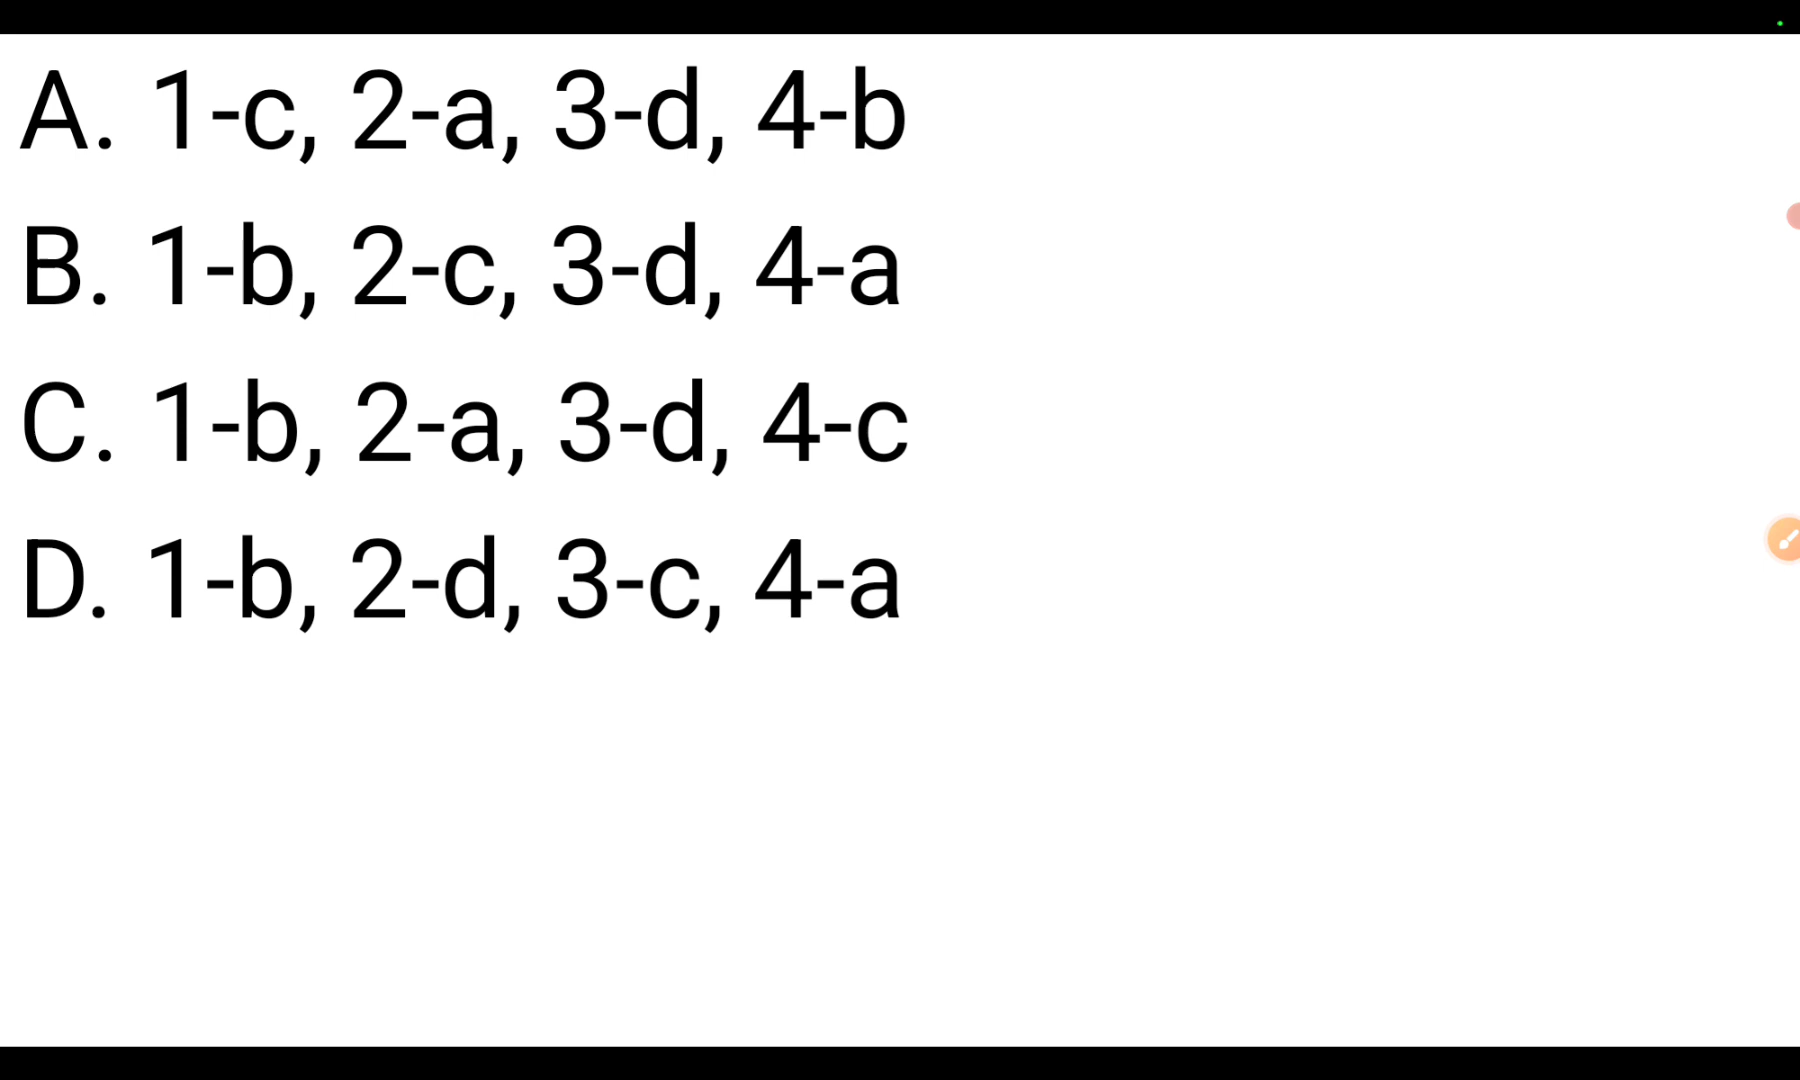 A. 1-c, 2-a, 3-d, 4-b
B. 1-b, 2-c, 3-d, 4-a
C. 1-b, 2-a, 3-d, 4-c
D. 1-b, 2-d, 3-c, 4-a